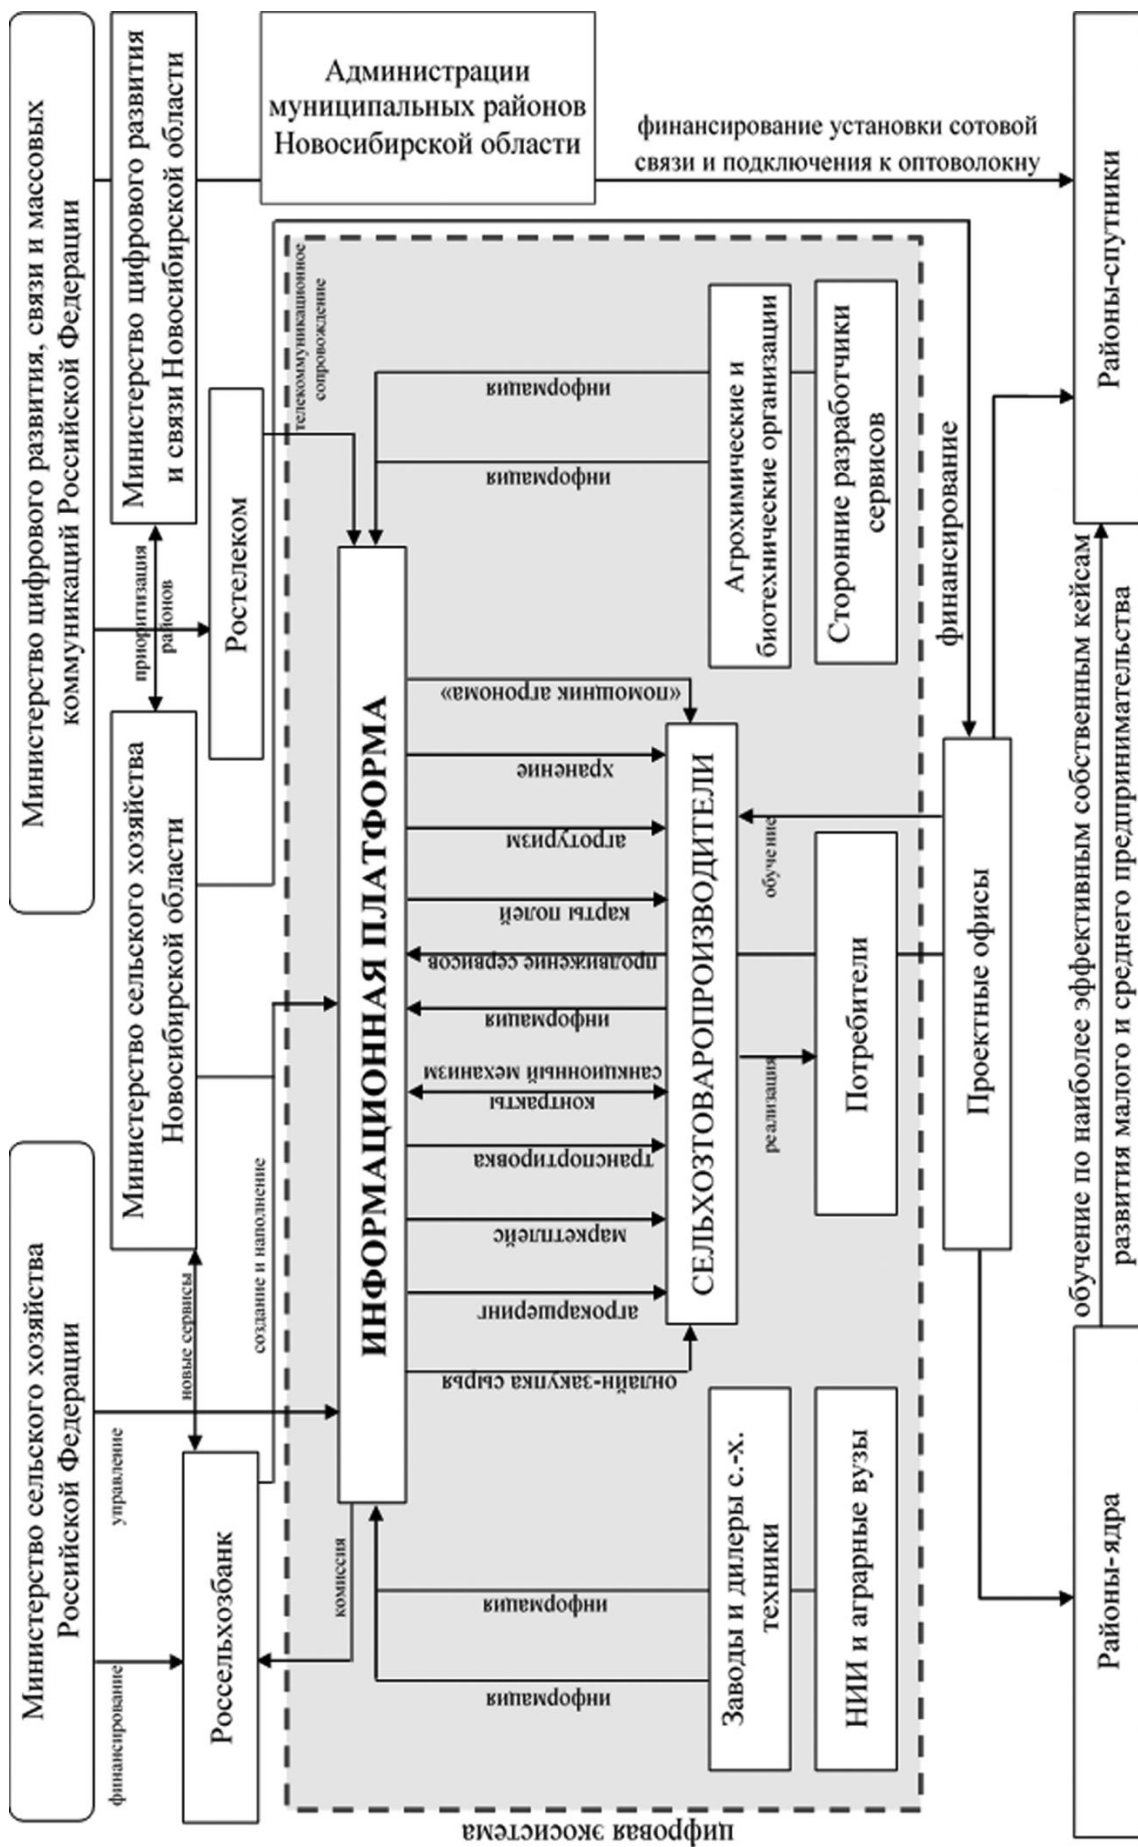 Министерство сельского хозяйства
Российской Федерации
Министерство цифрового развития, связи и массовых
коммуникаций Российской Федерации
финансирование
управление
новые сервисы
Министерство сельского хозяйства
Новосибирской области
приоритизация
районов
Министерство цифрового развития
и связи Новосибирской области
Россельхозбанк
создание и наполнение
Ростелеком
Администрации
муниципальных районов
Новосибирской области
цифровая экосистема
комиссия
телекоммуникационное
сопровождение
ИНФОРМАЦИОННАЯ ПЛАТФОРМА
информация
информация
онлайн-закупка сырья
агрокаршеринг
маркетплейс
транспортировка
контракты
санкционный механизм
информация
продвижение сервисов
карты полей
агротуризм
хранение
«помощник агронома»
информация
информация
СЕЛЬХОЗТОВАРОПРОИЗВОДИТЕЛИ
Заводы и дилеры с.-х.
техники
Агрохимические и
биотехнические организации
реализация
обучение
НИИ и аграрные вузы
Потребители
Сторонние разработчики
сервисов
финансирование установки сотовой
связи и подключения к оптоволокну
Проектные офисы
финансирование
Районы-ядра
обучение по наиболее эффективным собственным кейсам
развития малого и среднего предпринимательства
Районы-спутники